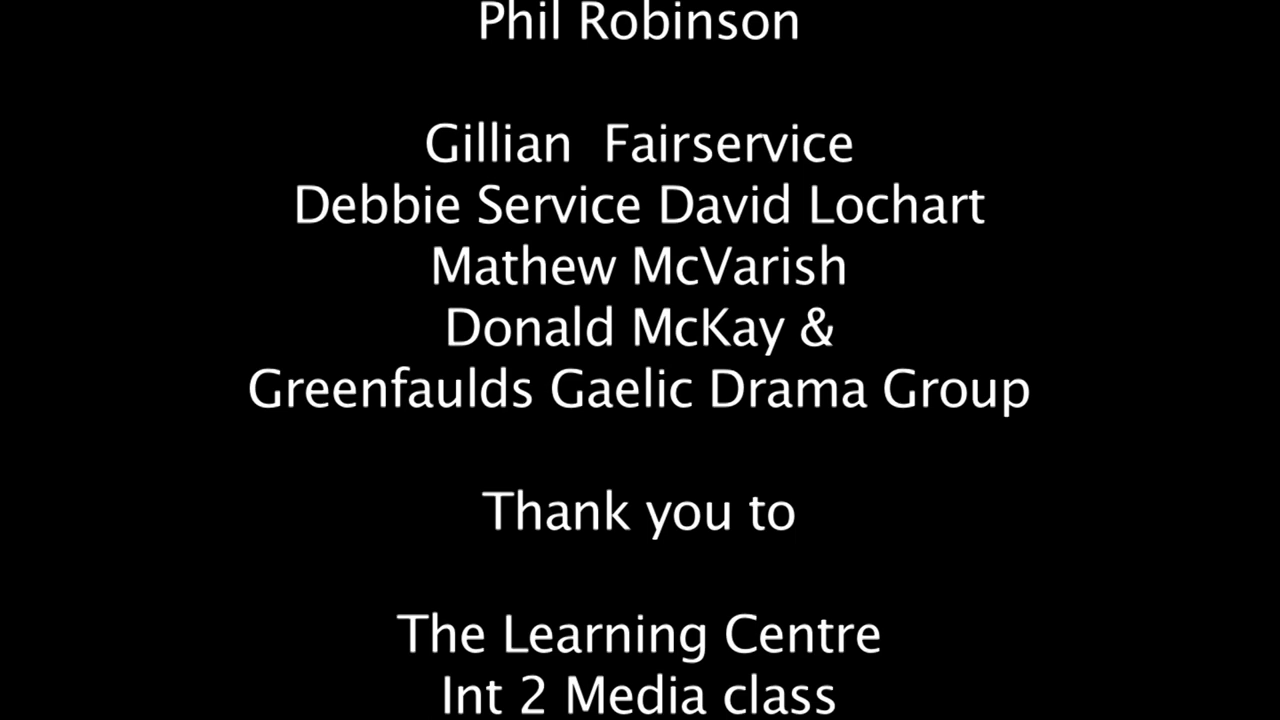 Phil Robinson
Gillian  Fairservice
Debbie Service David Lochart
Mathew McVarish
Donald McKay &
Greenfaulds Gaelic Drama Group
Thank you to
The Learning Centre
Int 2 Media class